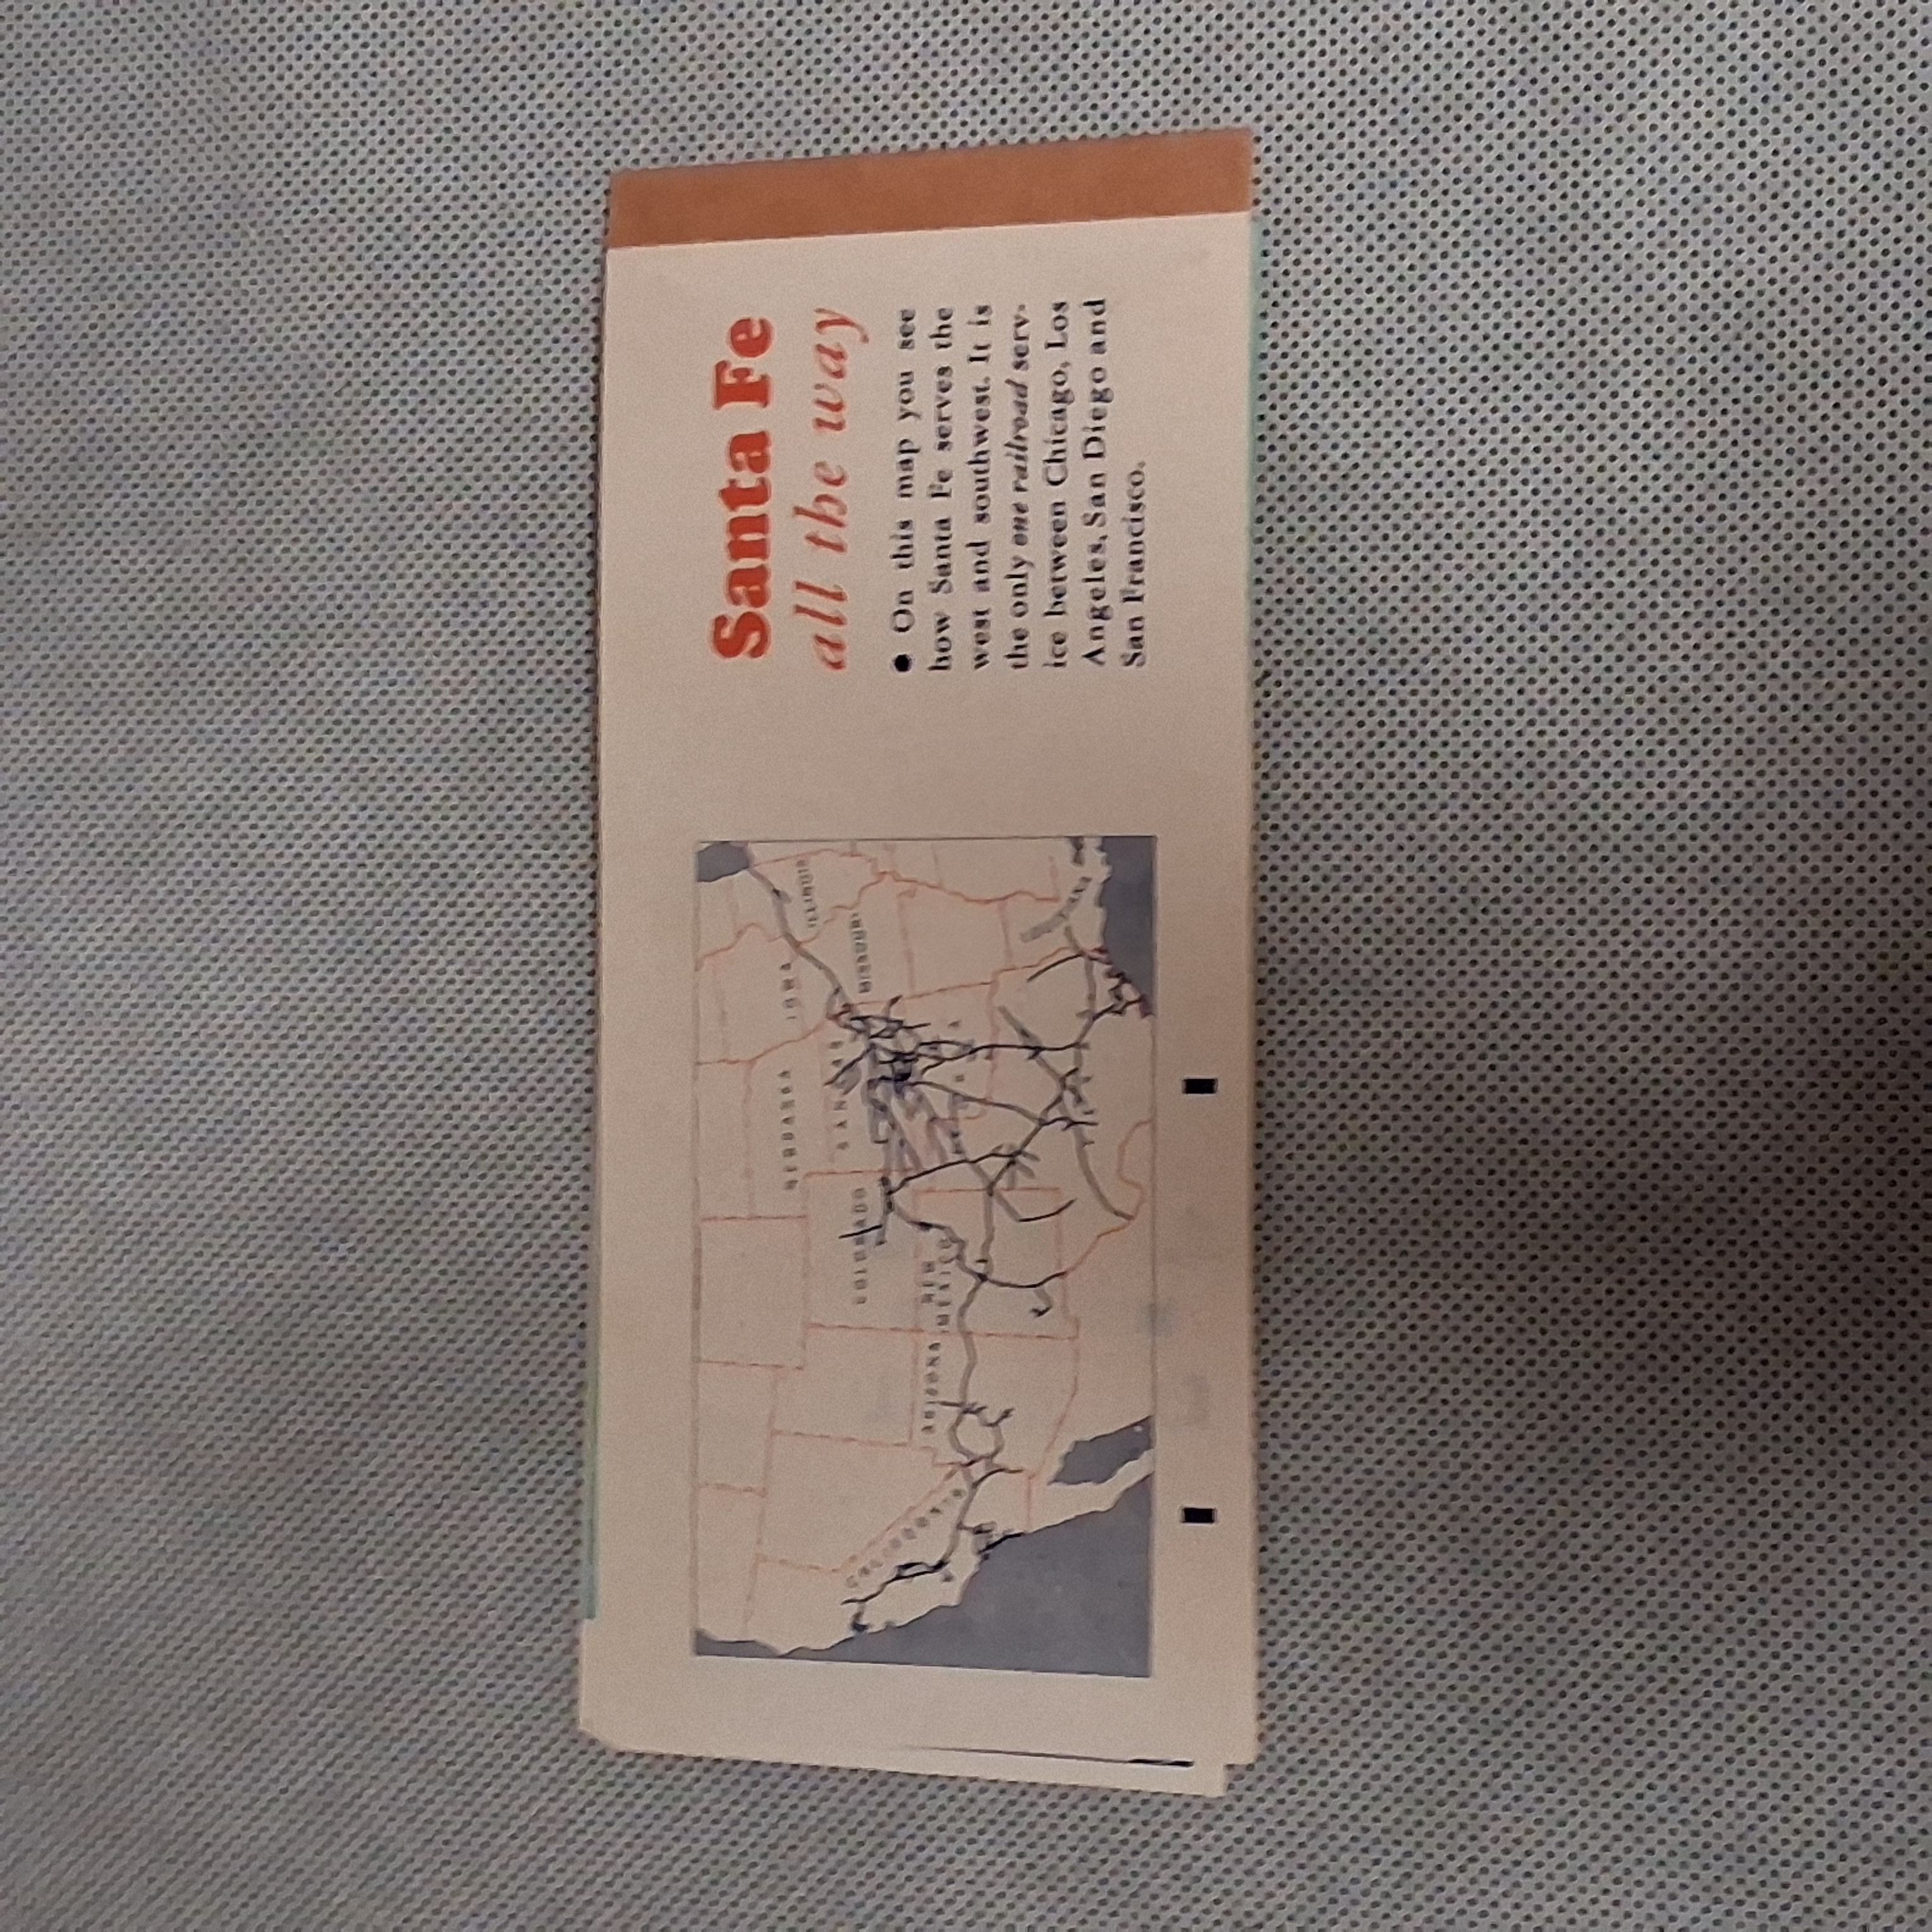 Santa Fe
all the way
● On this map you see
how Santa Fe serves the
west and southwest. It is
the only one railroad serv-
ice between Chicago, Los
Angeles, San Diego and
San Francisco.
IOWA
ILLINOIS
NEBRASKA
MISSOURI
KANSAS
COLORADO
CALIFORNIA
ARIZONA
NEW
MEXICO